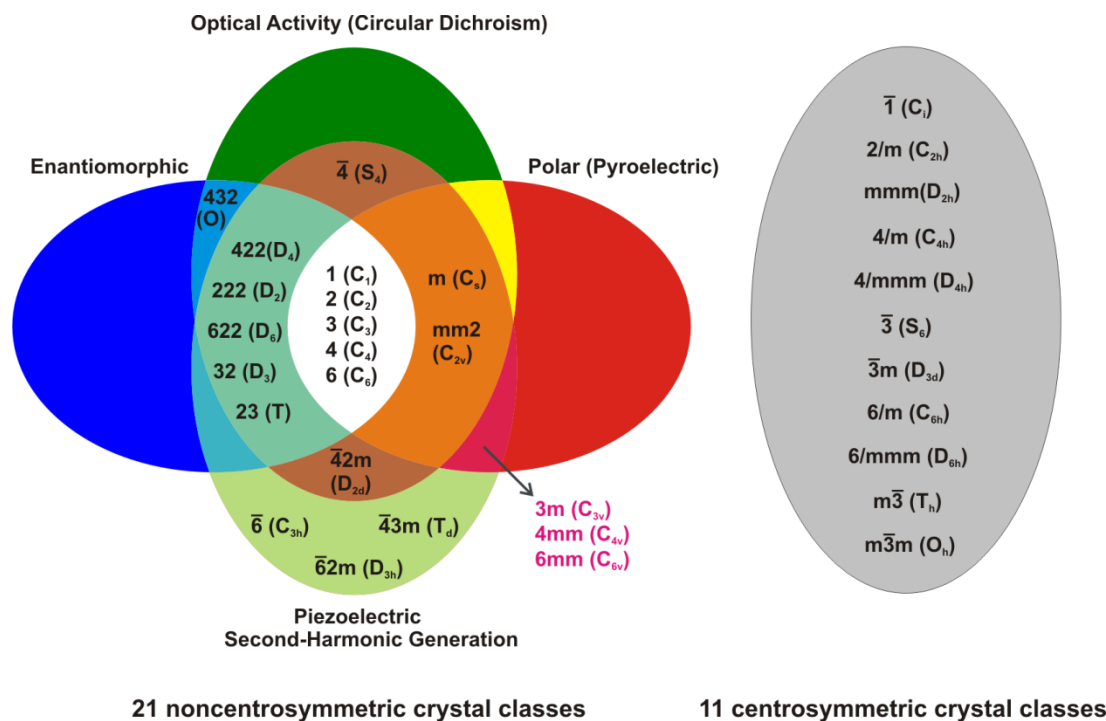 Optical Activity (Circular Dichroism)
Enantiomorphic
Polar (Pyroelectric)
4̅ (S₄)
432
(O)
422(D₄)
222 (D₂)
622 (D₆)
32 (D₃)
23 (T)
1 (C₁)
2 (C₂)
3 (C₃)
4 (C₄)
6 (C₆)
m (Cₛ)
mm2
(C₂ᵥ)
4̅2m
(D₂d)
6̅ (C₃ₕ)
4̅3m (Td)
6̅2m (D₃ₕ)
3m (C₃ᵥ)
4mm (C₄ᵥ)
6mm (C₆ᵥ)
Piezoelectric
Second-Harmonic Generation
21 noncentrosymmetric crystal classes
1̅ (Cᵢ)
2/m (C₂ₕ)
mmm(D₂ₕ)
4/m (C₄ₕ)
4/mmm (D₄ₕ)
3̅ (S₆)
3̅m (D₃d)
6/m (C₆ₕ)
6/mmm (D₆ₕ)
m3̅ (Tₕ)
m3̅m (Oₕ)
11 centrosymmetric crystal classes